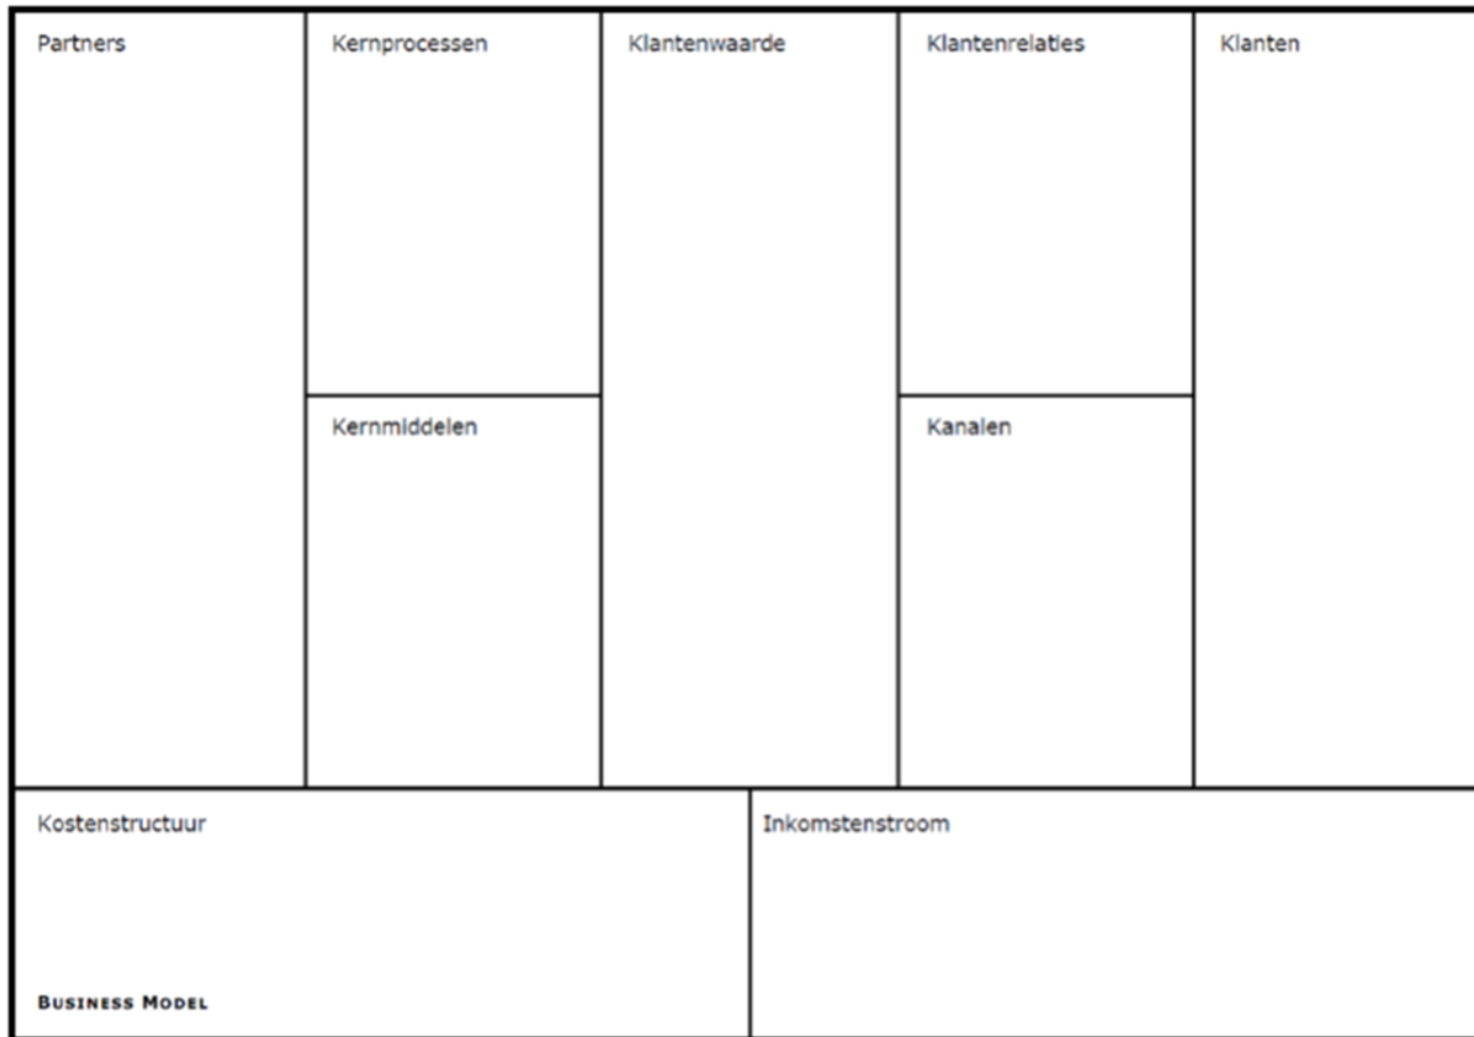 Partners
Kernprocessen
Klantenwaarde
Klantenrelaties
Klanten
Kernmiddelen
Kanalen
Kostenstructuur
Inkomstenstroom
BUSINESS MODEL